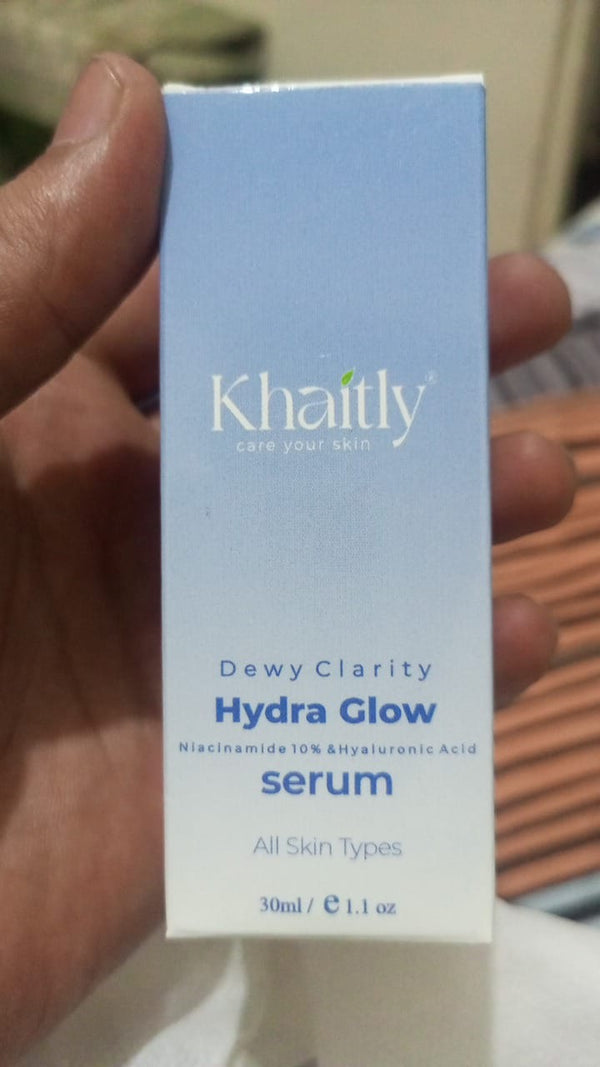 Khaitly®
care your skin
Dewy Clarity
Hydra Glow
Niacinamide 10% & Hyaluronic Acid
serum
All Skin Types
30ml / e 1.1 oz